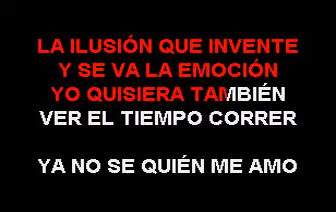 LA ILUSIÓN QUE INVENTE
Y SE VA LA EMOCIÓN
YO QUISIERA TAMBIÉN
VER EL TIEMPO CORRER
YA NO SE QUIÉN ME AMO